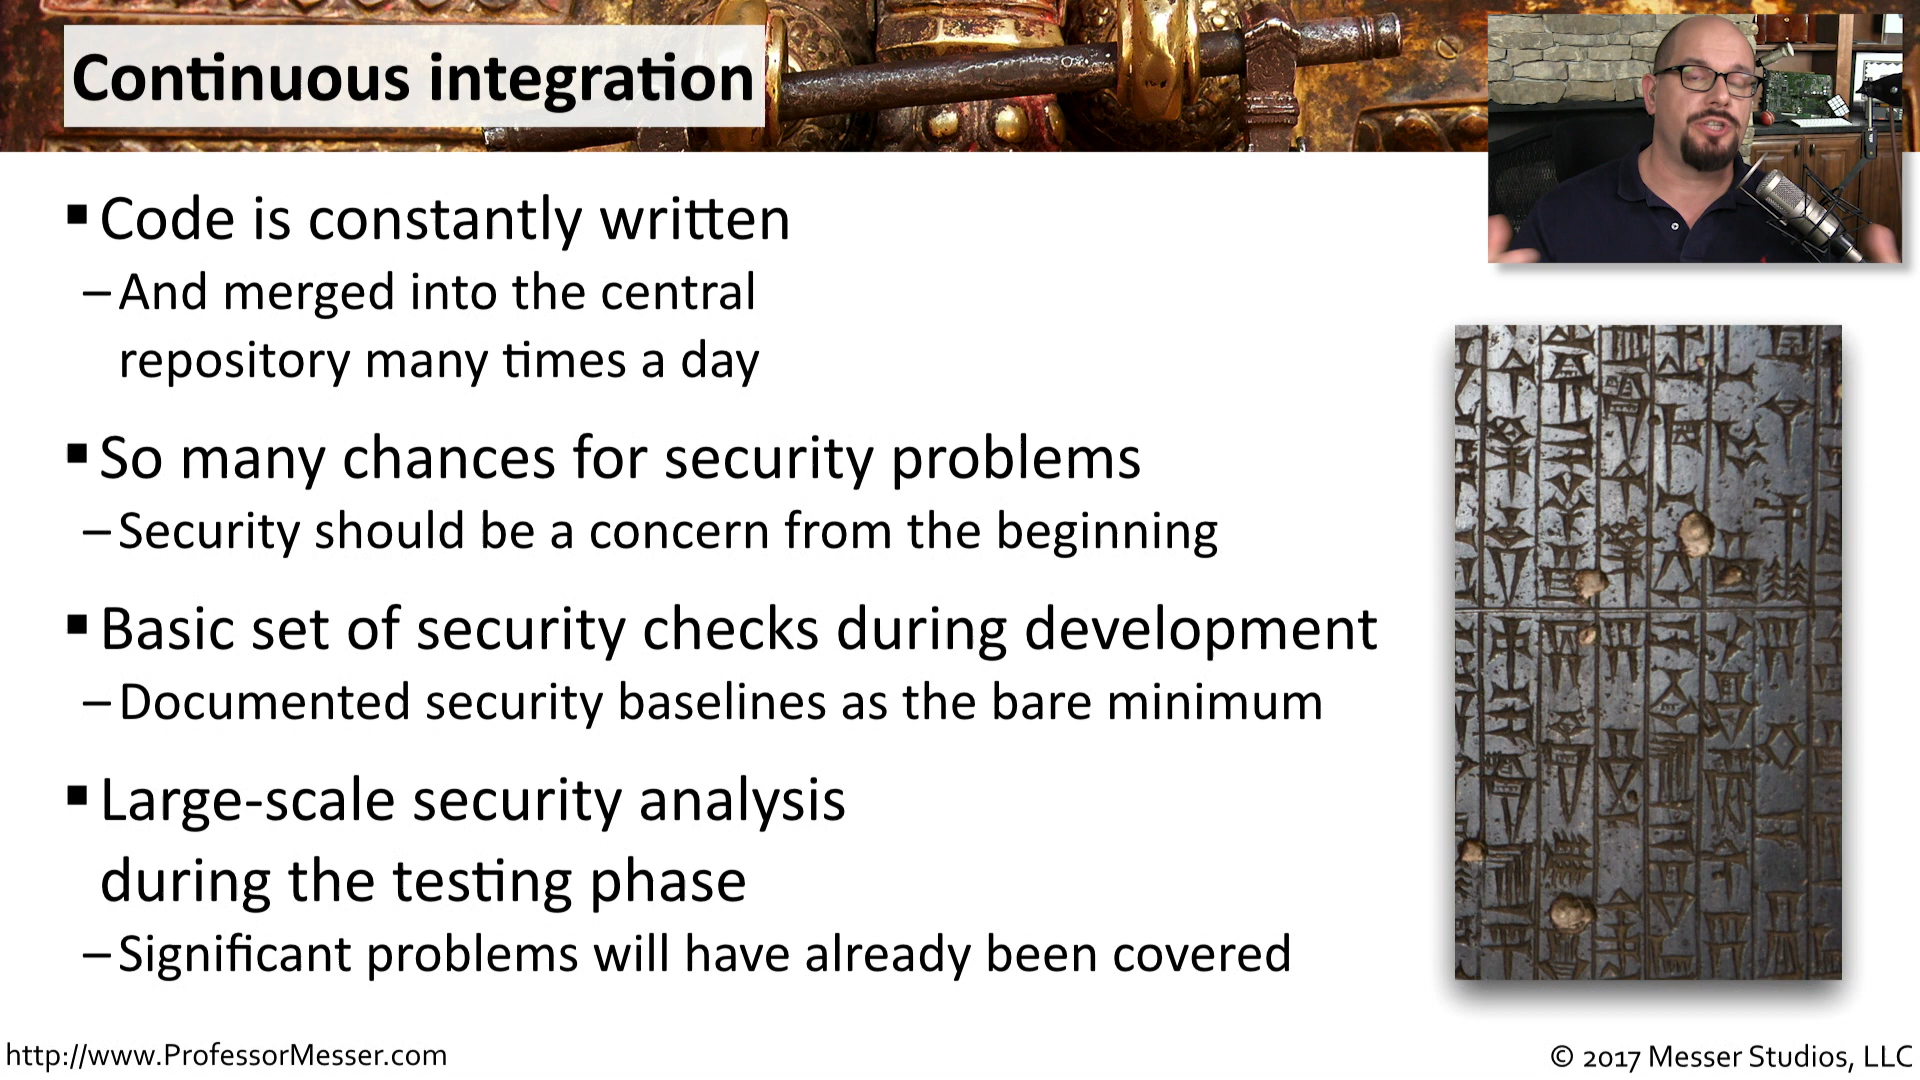 Continuous integration
▪ Code is constantly written
– And merged into the central
repository many times a day
▪ So many chances for security problems
– Security should be a concern from the beginning
▪ Basic set of security checks during development
– Documented security baselines as the bare minimum
▪ Large-scale security analysis
during the testing phase
– Significant problems will have already been covered
http://www.ProfessorMesser.com
© 2017 Messer Studios, LLC